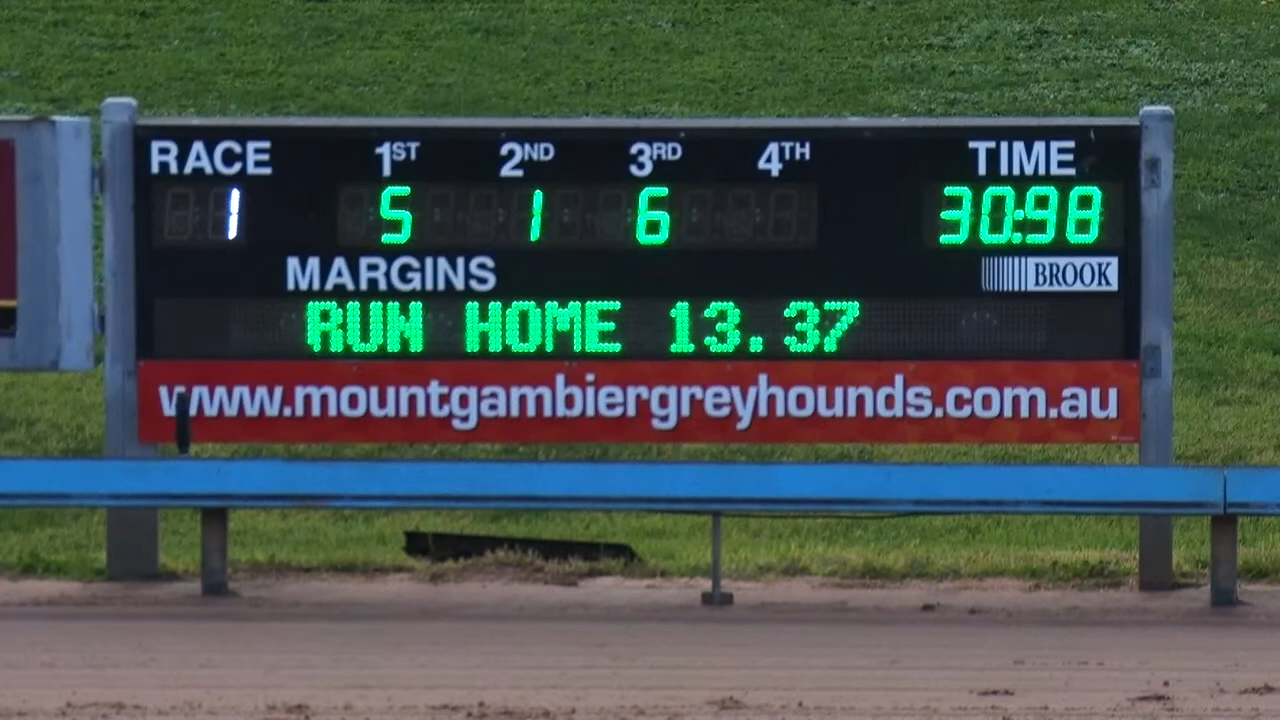 RACE 1ST 2ND 3RD 4TH TIME
1 5 1 6 30:98
MARGINS BROOK
RUN HOME 13.37
www.mountgambiergreyhounds.com.au